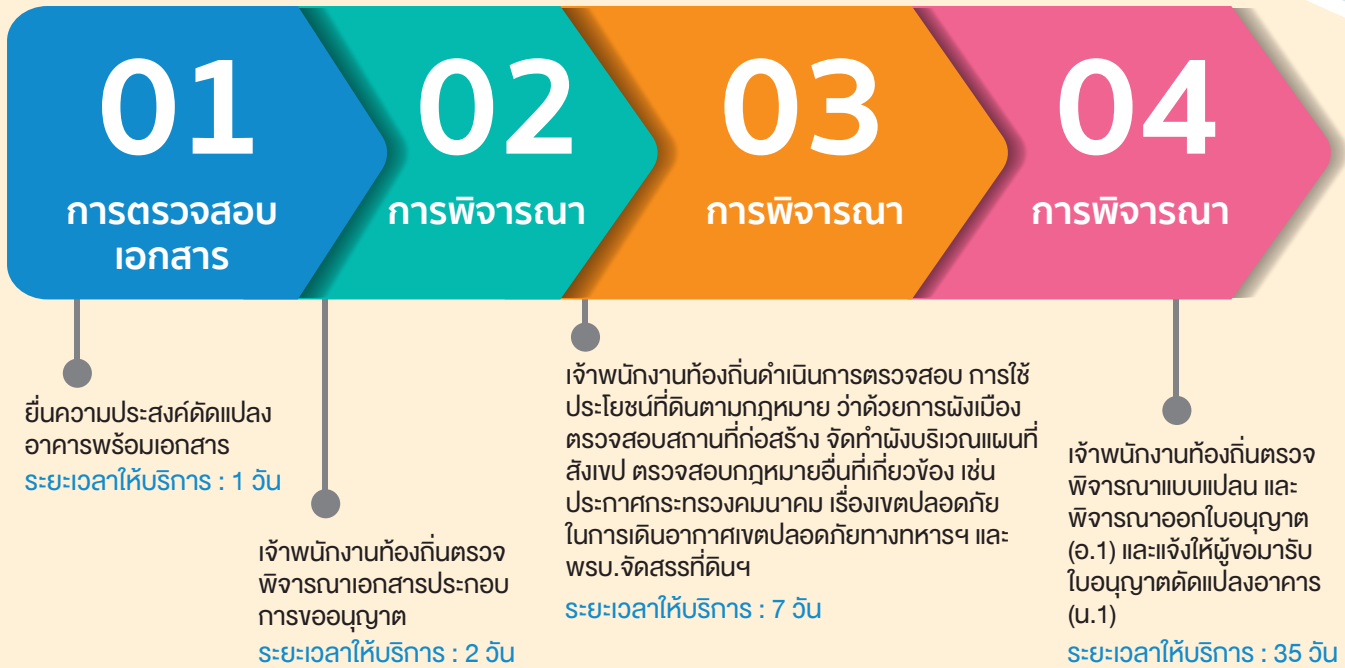 01
การตรวจสอบ
เอกสาร
02
การพิจารณา
03
การพิจารณา
04
การพิจารณา
ยื่นความประสงค์ดัดแปลง
อาคารพร้อมเอกสาร
ระยะเวลาให้บริการ : 1 วัน
เจ้าพนักงานท้องถิ่นตรวจ
พิจารณาเอกสารประกอบ
การขออนุญาต
ระยะเวลาให้บริการ : 2 วัน
เจ้าพนักงานท้องถิ่นดำเนินการตรวจสอบ การใช้
ประโยชน์ที่ดินตามกฎหมาย ว่าด้วยการผังเมือง
ตรวจสอบสถานที่ก่อสร้าง จัดทำผังบริเวณแผนที่
สังเขป ตรวจสอบกฎหมายอื่นที่เกี่ยวข้อง เช่น
ประกาศกระทรวงคมนาคม เรื่องเขตปลอดภัย
ในการเดินอากาศเขตปลอดภัยทางทหารฯ และ
พรบ.จัดสรรที่ดินฯ
ระยะเวลาให้บริการ : 7 วัน
เจ้าพนักงานท้องถิ่นตรวจ
พิจารณาแบบแปลน และ
พิจารณาออกใบอนุญาต
(อ.1) และแจ้งให้ผู้ขอมารับ
ใบอนุญาตดัดแปลงอาคาร
(น.1)
ระยะเวลาให้บริการ : 35 วัน